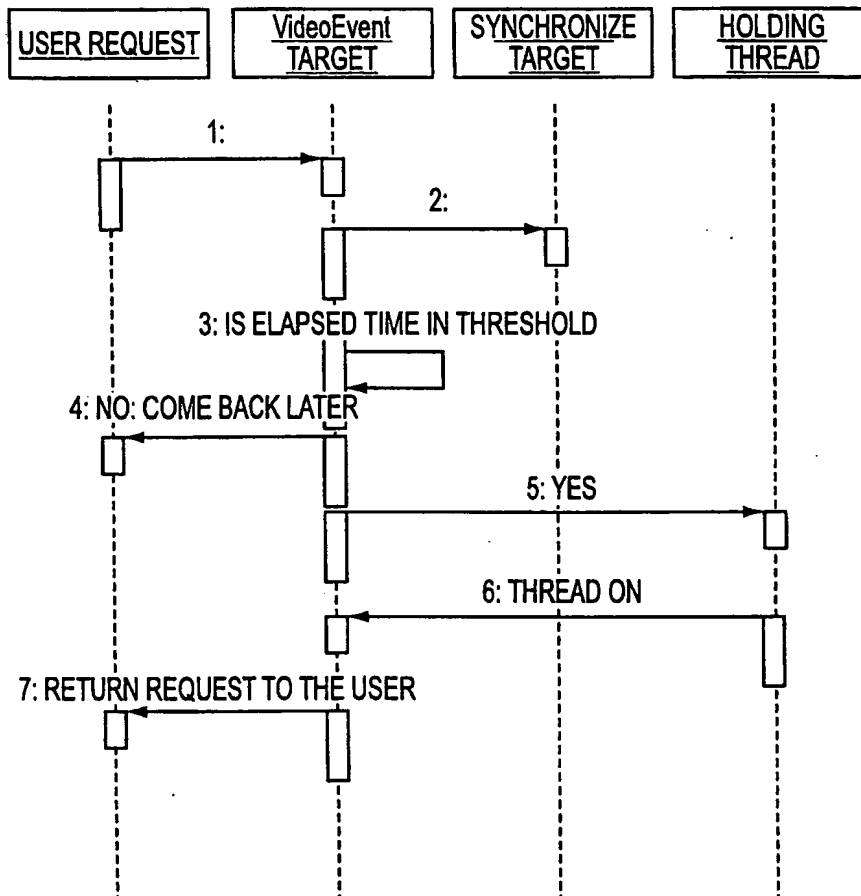 USER REQUEST
VideoEvent
TARGET
SYNCHRONIZE
TARGET
HOLDING
THREAD
1:
2:
3: IS ELAPSED TIME IN THRESHOLD
4: NO: COME BACK LATER
5: YES
6: THREAD ON
7: RETURN REQUEST TO THE USER